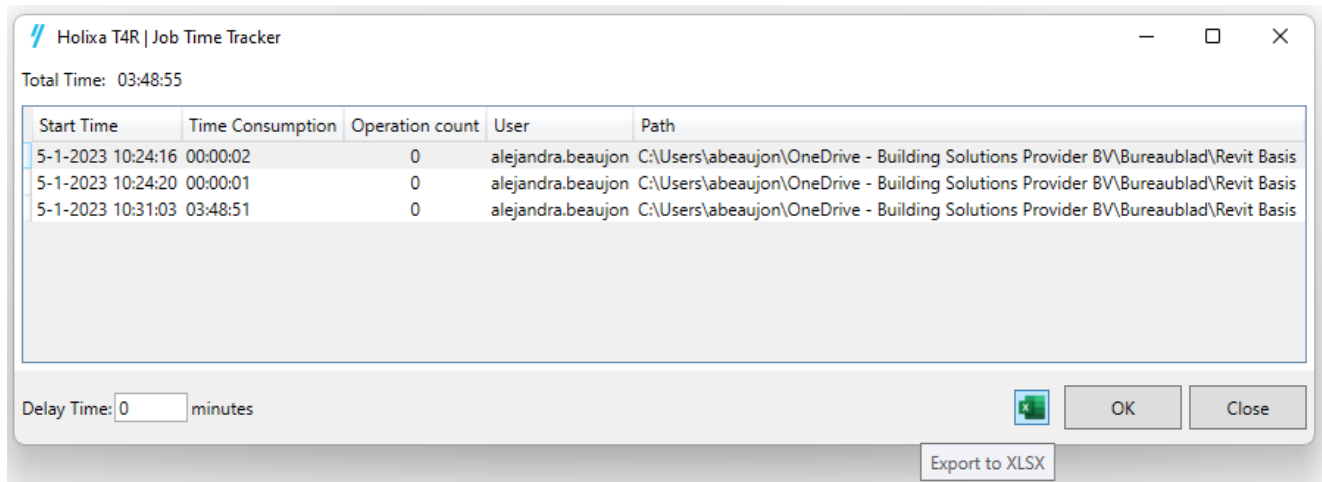 Holixa T4R | Job Time Tracker
Total Time: 03:48:55
Start Time Time Consumption Operation count User Path
5-1-2023 10:24:16 00:00:02 0 alejandra.beaujon C:\Users\abeaujon\OneDrive - Building Solutions Provider BV\Bureaublad\Revit Basis
5-1-2023 10:24:20 00:00:01 0 alejandra.beaujon C:\Users\abeaujon\OneDrive - Building Solutions Provider BV\Bureaublad\Revit Basis
5-1-2023 10:31:03 03:48:51 0 alejandra.beaujon C:\Users\abeaujon\OneDrive - Building Solutions Provider BV\Bureaublad\Revit Basis
Delay Time: 0 minutes OK Close
Export to XLSX